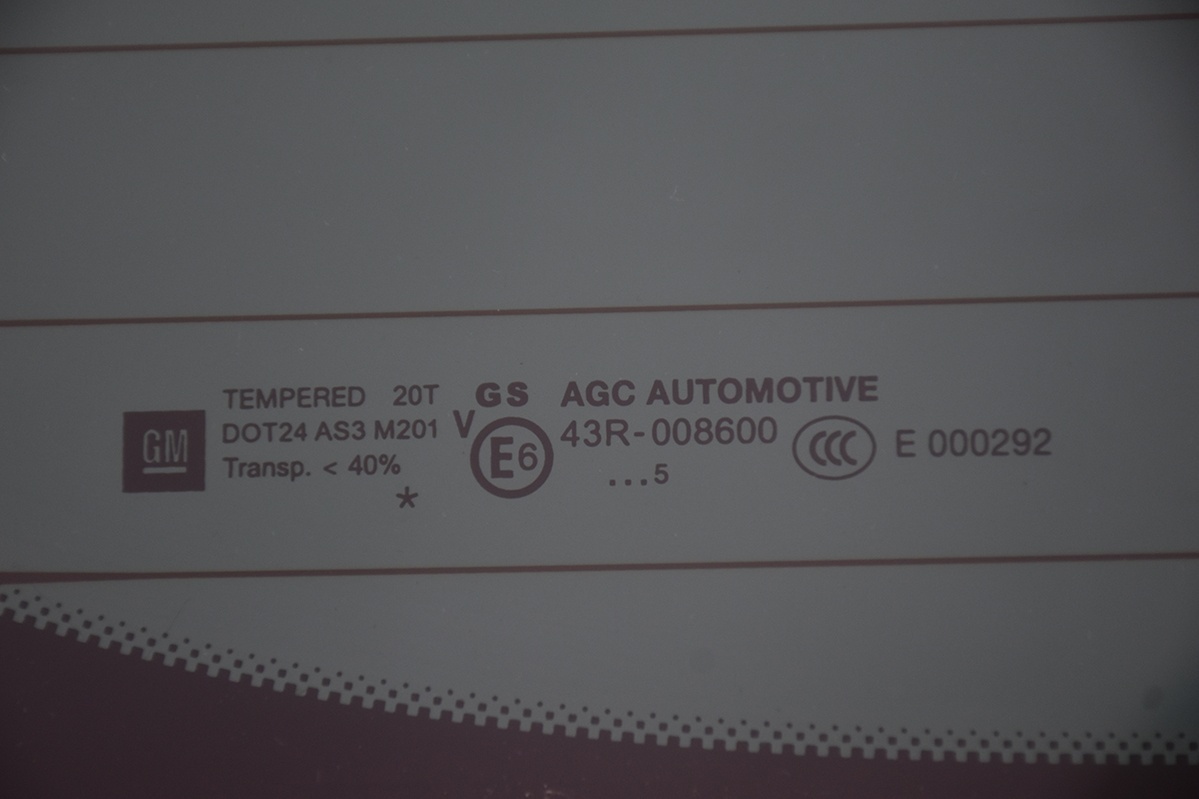 GM
TEMPERED 20T GS AGC AUTOMOTIVE
DOT24 AS3 M201 V E6 43R-008600 CCC E 000292
Transp. < 40% ...5
*